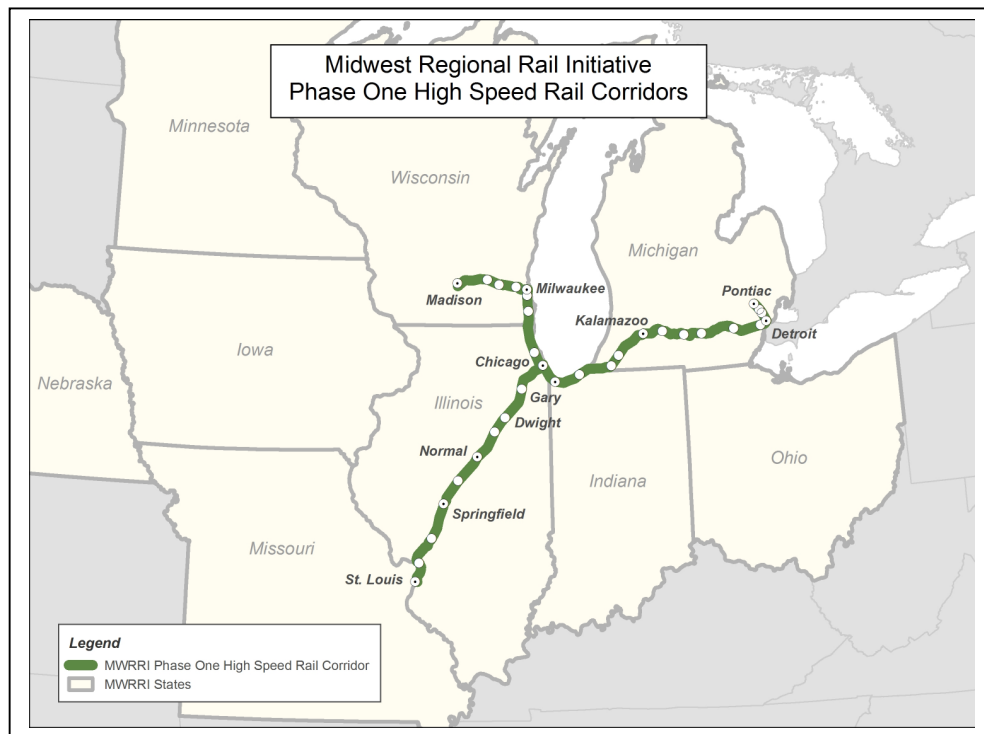 Midwest Regional Rail Initiative
Phase One High Speed Rail Corridors
Minnesota
Wisconsin
Michigan
Madison
Milwaukee
Pontiac
Kalamazoo
Detroit
Iowa
Chicago
Nebraska
Illinois
Gary
Dwight
Normal
Ohio
Indiana
Springfield
Missouri
St. Louis
Legend
MWRRI Phase One High Speed Rail Corridor
MWRRI States